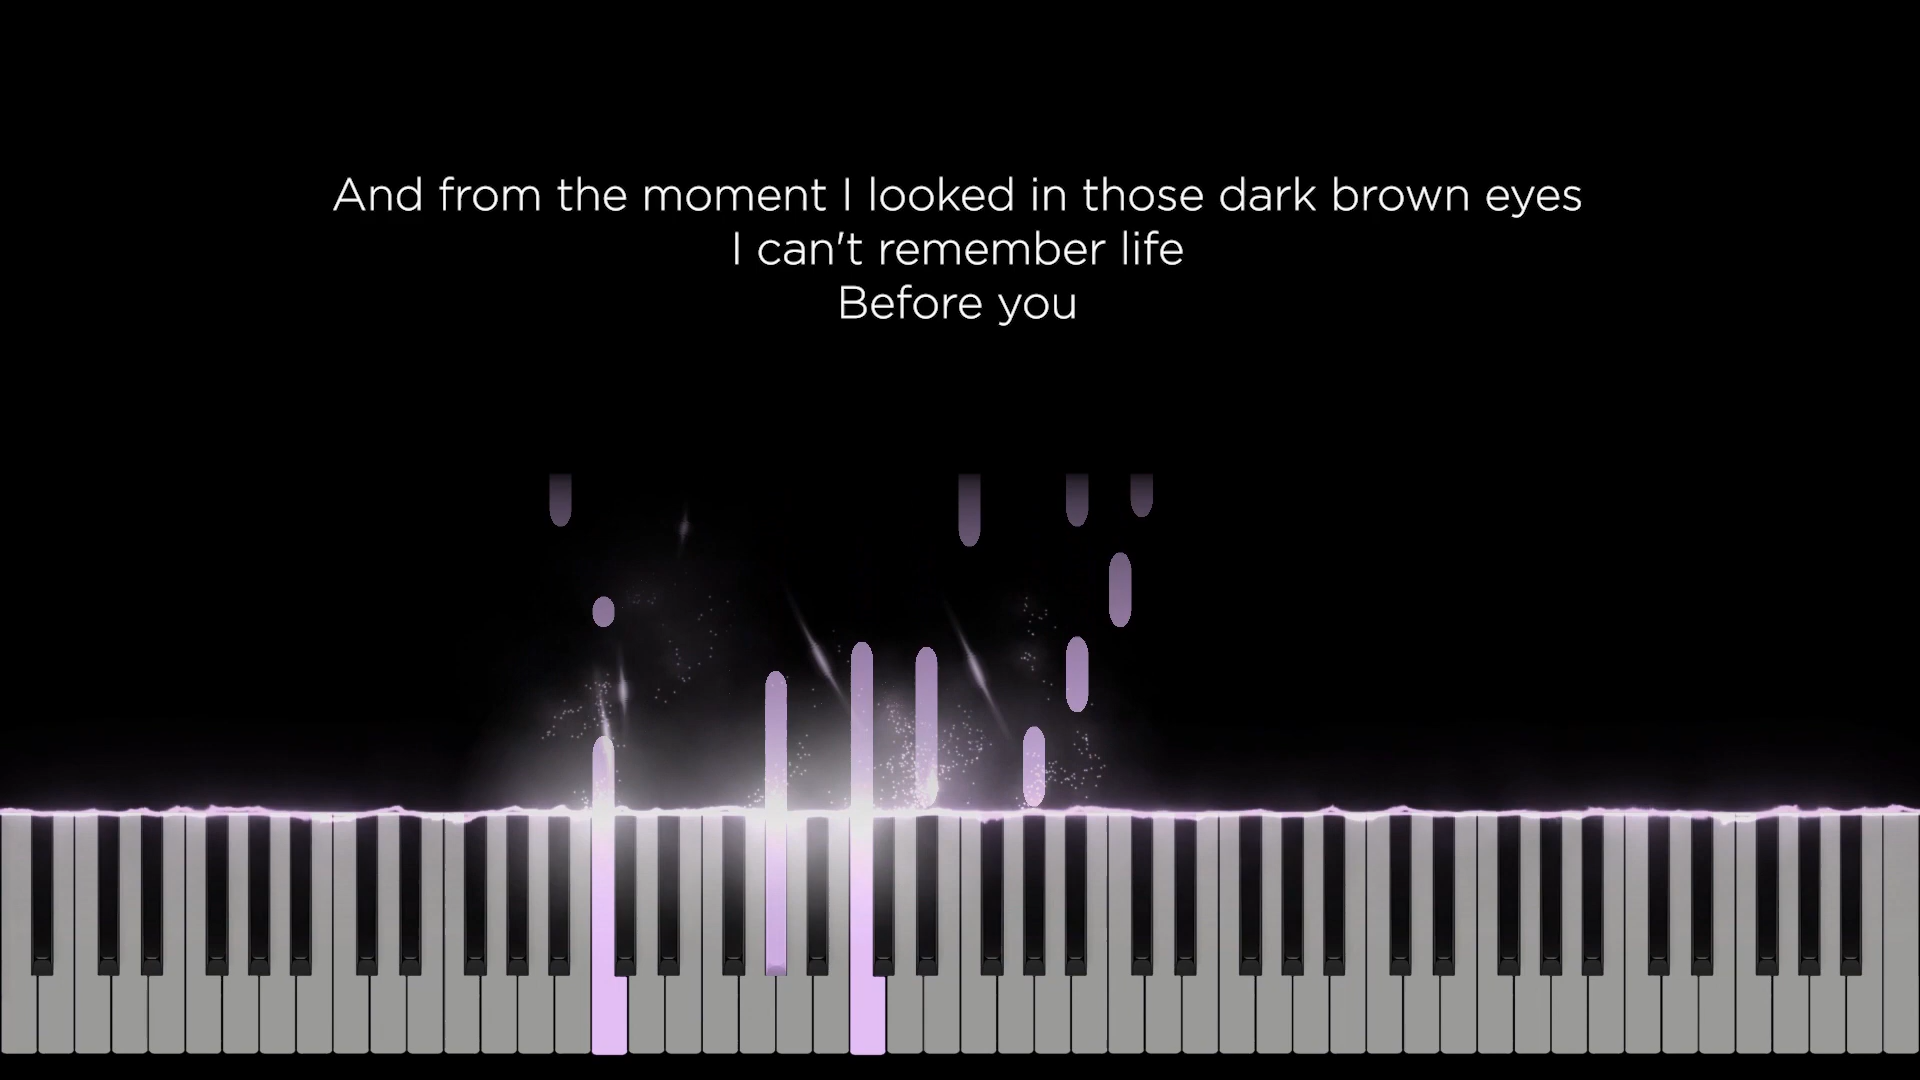 And from the moment I looked in those dark brown eyes
I can't remember life
Before you